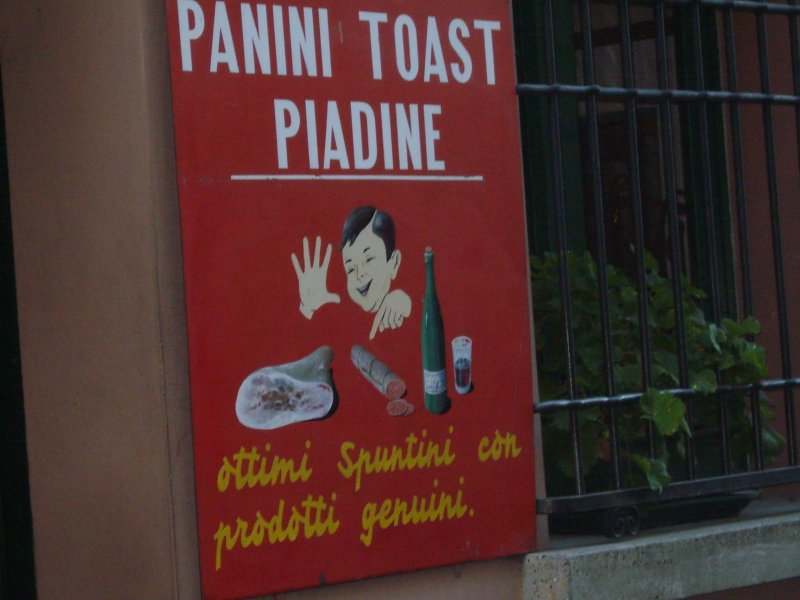 PANINI TOAST
PIADINE
ottimi Spuntini con
prodotti genuini.